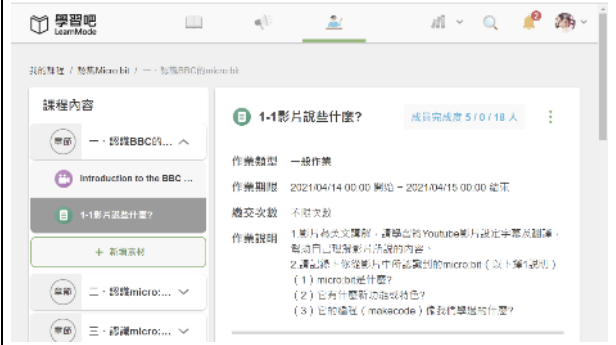 學習吧
LearnMode
2
我的課程 / 認識Micro:bit / 一、認識BBC的micro:bit
課程內容
章節 一、認識BBC的...
Introduction to the BBC ...
1-1影片說些什麼?
+ 新增素材
章節 二、認識micro:...
章節 三、認識micro:...
1-1影片說些什麼?
成員完成度 5 / 0 / 18 人
作業類型 一般作業
作業期限 2021/04/14 00:00 開始 ~ 2021/04/15 00:00 結束
繳交次數 不限次數
作業說明 1.影片為英文講解,請學習將Youtube影片設定字幕及翻譯,
幫助自己理解影片所說的內容。
2.請記錄下你從影片中所認識到的micro:bit(以下擇1說明)
(1)micro:bit是什麼?
(2)它有什麼新功能或特色?
(3)它的編程(makecode)像我們學過的什麼?